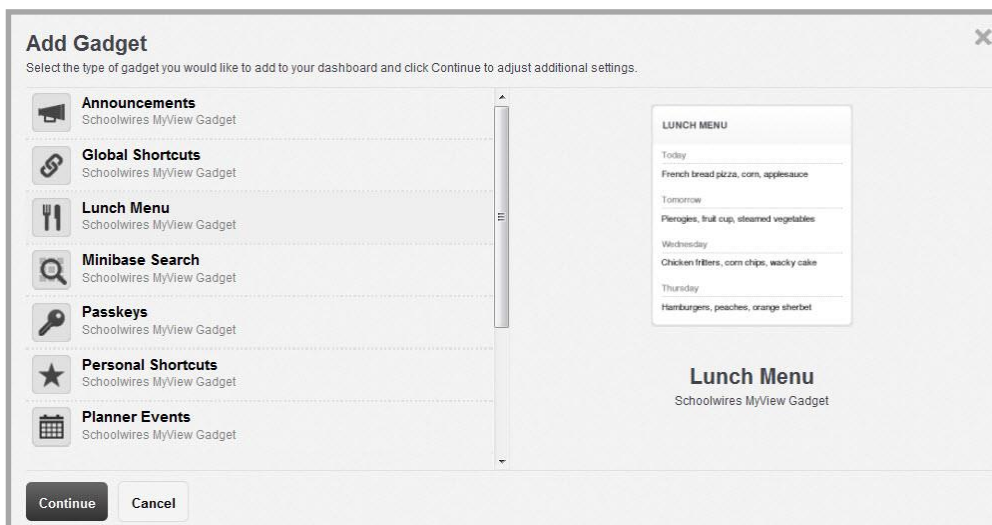 Add Gadget
Select the type of gadget you would like to add to your dashboard and click Continue to adjust additional settings.
Announcements
Schoolwires MyView Gadget
Global Shortcuts
Schoolwires MyView Gadget
Lunch Menu
Schoolwires MyView Gadget
Minibase Search
Schoolwires MyView Gadget
Passkeys
Schoolwires MyView Gadget
Personal Shortcuts
Schoolwires MyView Gadget
Planner Events
Schoolwires MyView Gadget
LUNCH MENU
Today
French bread pizza, corn, applesauce
Tomorrow
Pierogies, fruit cup, steamed vegetables
Wednesday
Chicken fritters, corn chips, wacky cake
Thursday
Hamburgers, peaches, orange sherbet
Lunch Menu
Schoolwires MyView Gadget
Continue
Cancel